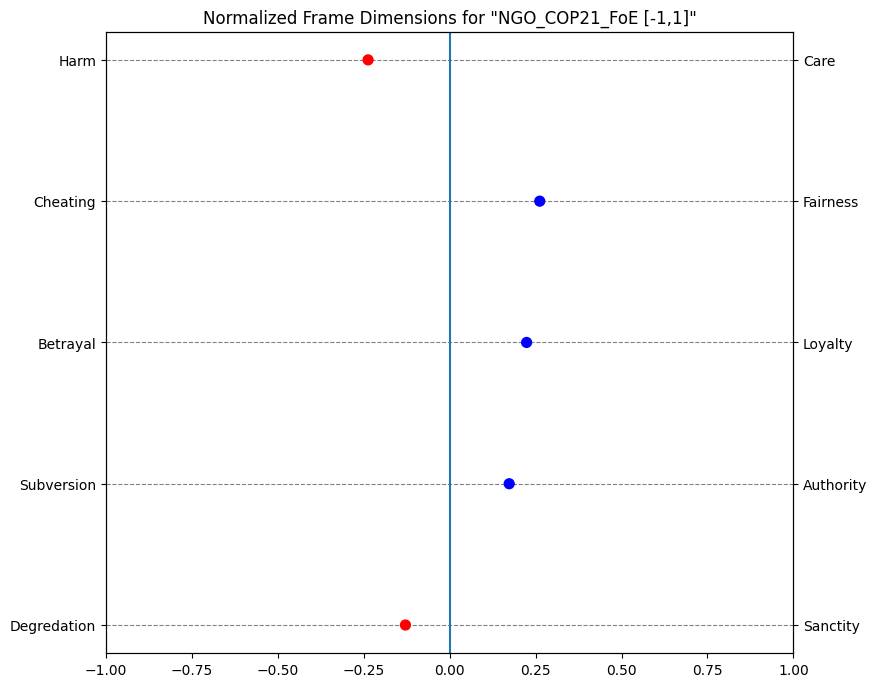 Normalized Frame Dimensions for "NGO_COP21_FoE [-1,1]"
Harm Care
Cheating Fairness
Betrayal Loyalty
Subversion Authority
Degredation Sanctity
−1.00 −0.75 −0.50 −0.25 0.00 0.25 0.50 0.75 1.00